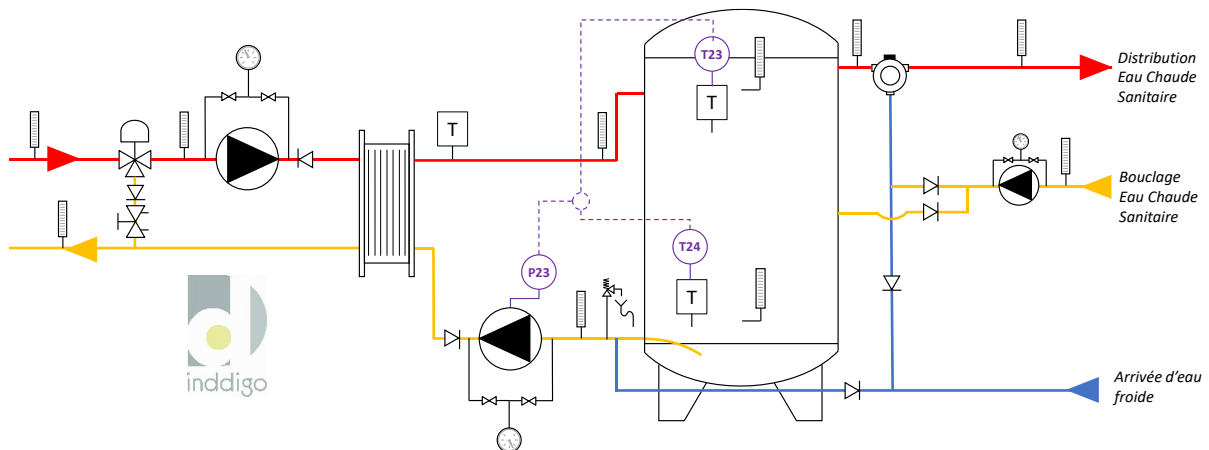 T23
T
Distribution
Eau Chaude
Sanitaire
T
Bouclage
Eau Chaude
Sanitaire
T24
P23
T
inddigo
Arrivée d'eau
froide